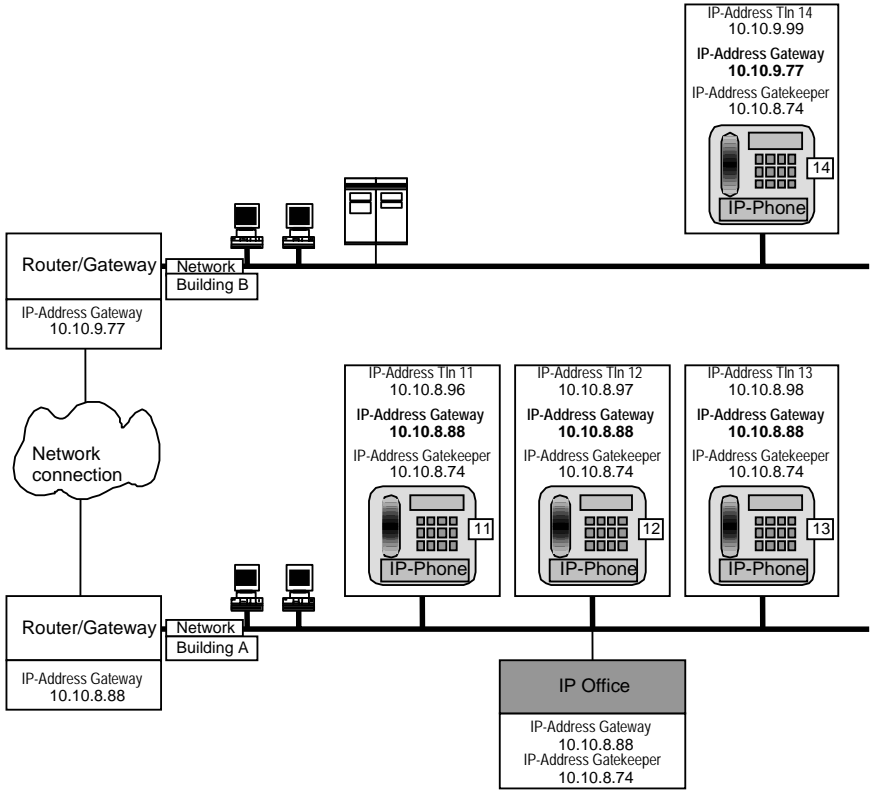 IP-Address Tln 14
10.10.9.99
IP-Address Gateway
10.10.9.77
IP-Address Gatekeeper
10.10.8.74
14
IP-Phone
Router/Gateway
Network
Building B
IP-Address Gateway
10.10.9.77
Network
connection
IP-Address Tln 11
10.10.8.96
IP-Address Gateway
10.10.8.88
IP-Address Gatekeeper
10.10.8.74
11
IP-Phone
IP-Address Tln 12
10.10.8.97
IP-Address Gateway
10.10.8.88
IP-Address Gatekeeper
10.10.8.74
12
IP-Phone
IP-Address Tln 13
10.10.8.98
IP-Address Gateway
10.10.8.88
IP-Address Gatekeeper
10.10.8.74
13
IP-Phone
Router/Gateway
Network
Building A
IP-Address Gateway
10.10.8.88
IP Office
IP-Address Gateway
10.10.8.88
IP-Address Gatekeeper
10.10.8.74